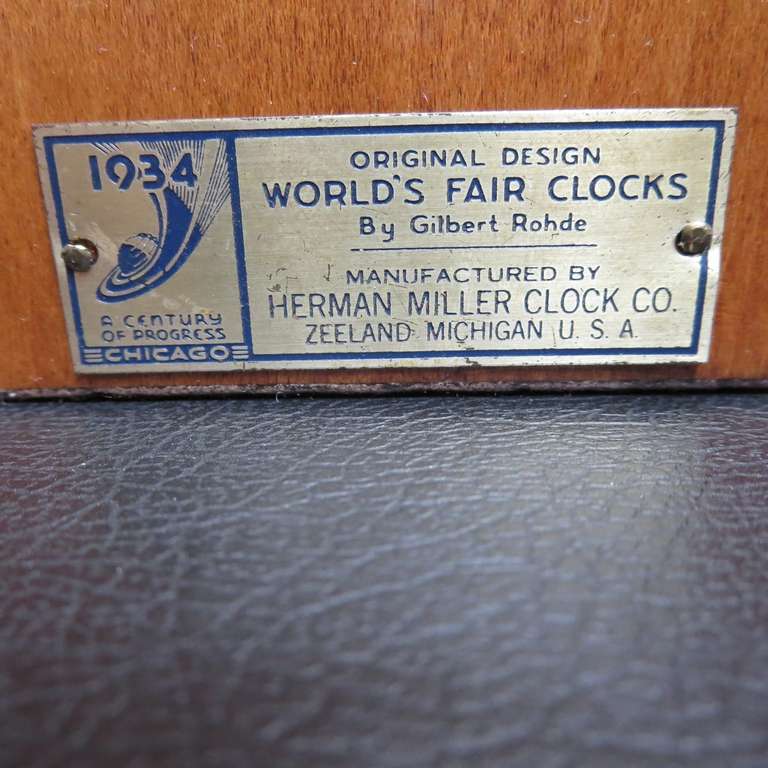 1934
A CENTURY
OF PROGRESS
CHICAGO
ORIGINAL DESIGN
WORLD'S FAIR CLOCKS
By Gilbert Rohde
MANUFACTURED BY
HERMAN MILLER CLOCK CO.
ZEELAND MICHIGAN U. S. A.